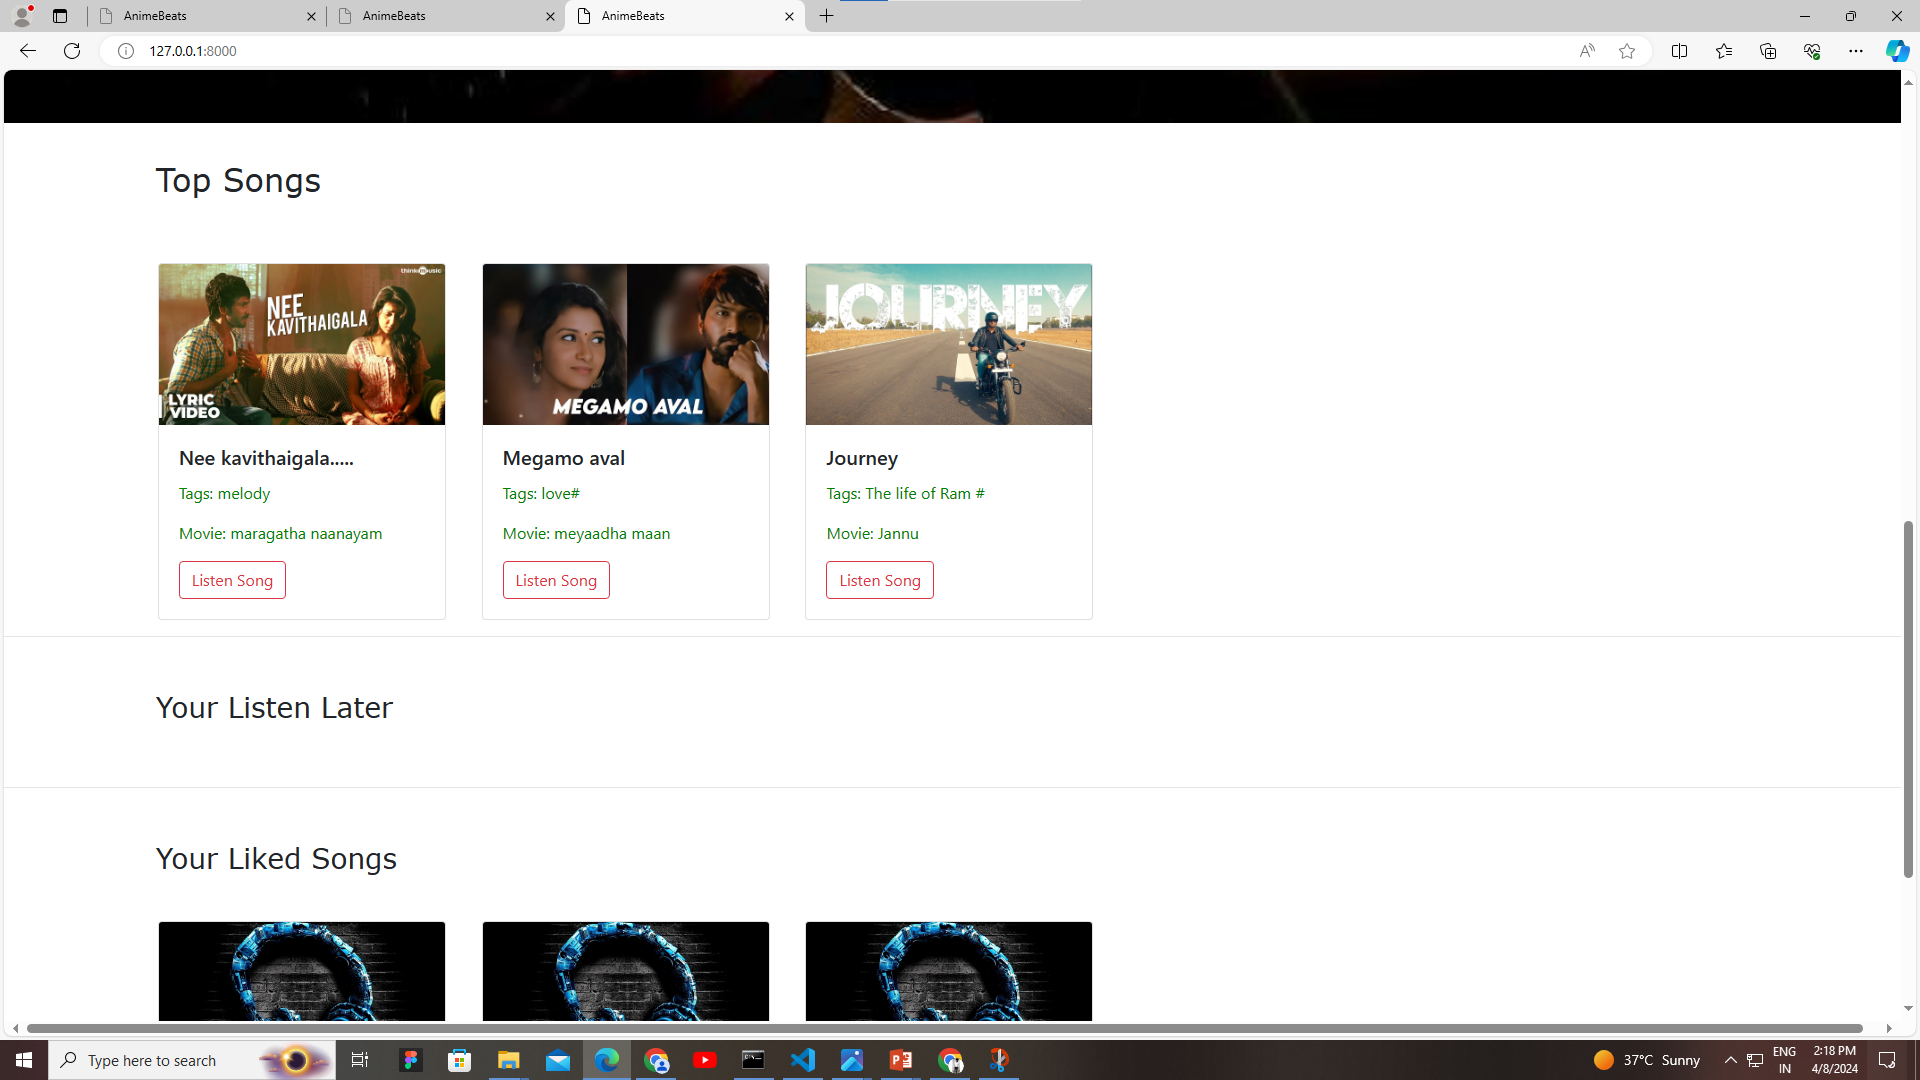 AnimeBeats
AnimeBeats
AnimeBeats
127.0.0.1:8000
Top Songs
thinkmusic
NEE
KAVITHAIGALA
LYRIC
VIDEO
MEGAMO AVAL
JOURNEY
Nee kavithaigala.....
Megamo aval
Journey
Tags: melody
Tags: love#
Tags: The life of Ram #
Movie: maragatha naanayam
Movie: meyaadha maan
Movie: Jannu
Listen Song
Listen Song
Listen Song
Your Listen Later
Your Liked Songs
Type here to search
37°C Sunny
ENG
IN
2:18 PM
4/8/2024